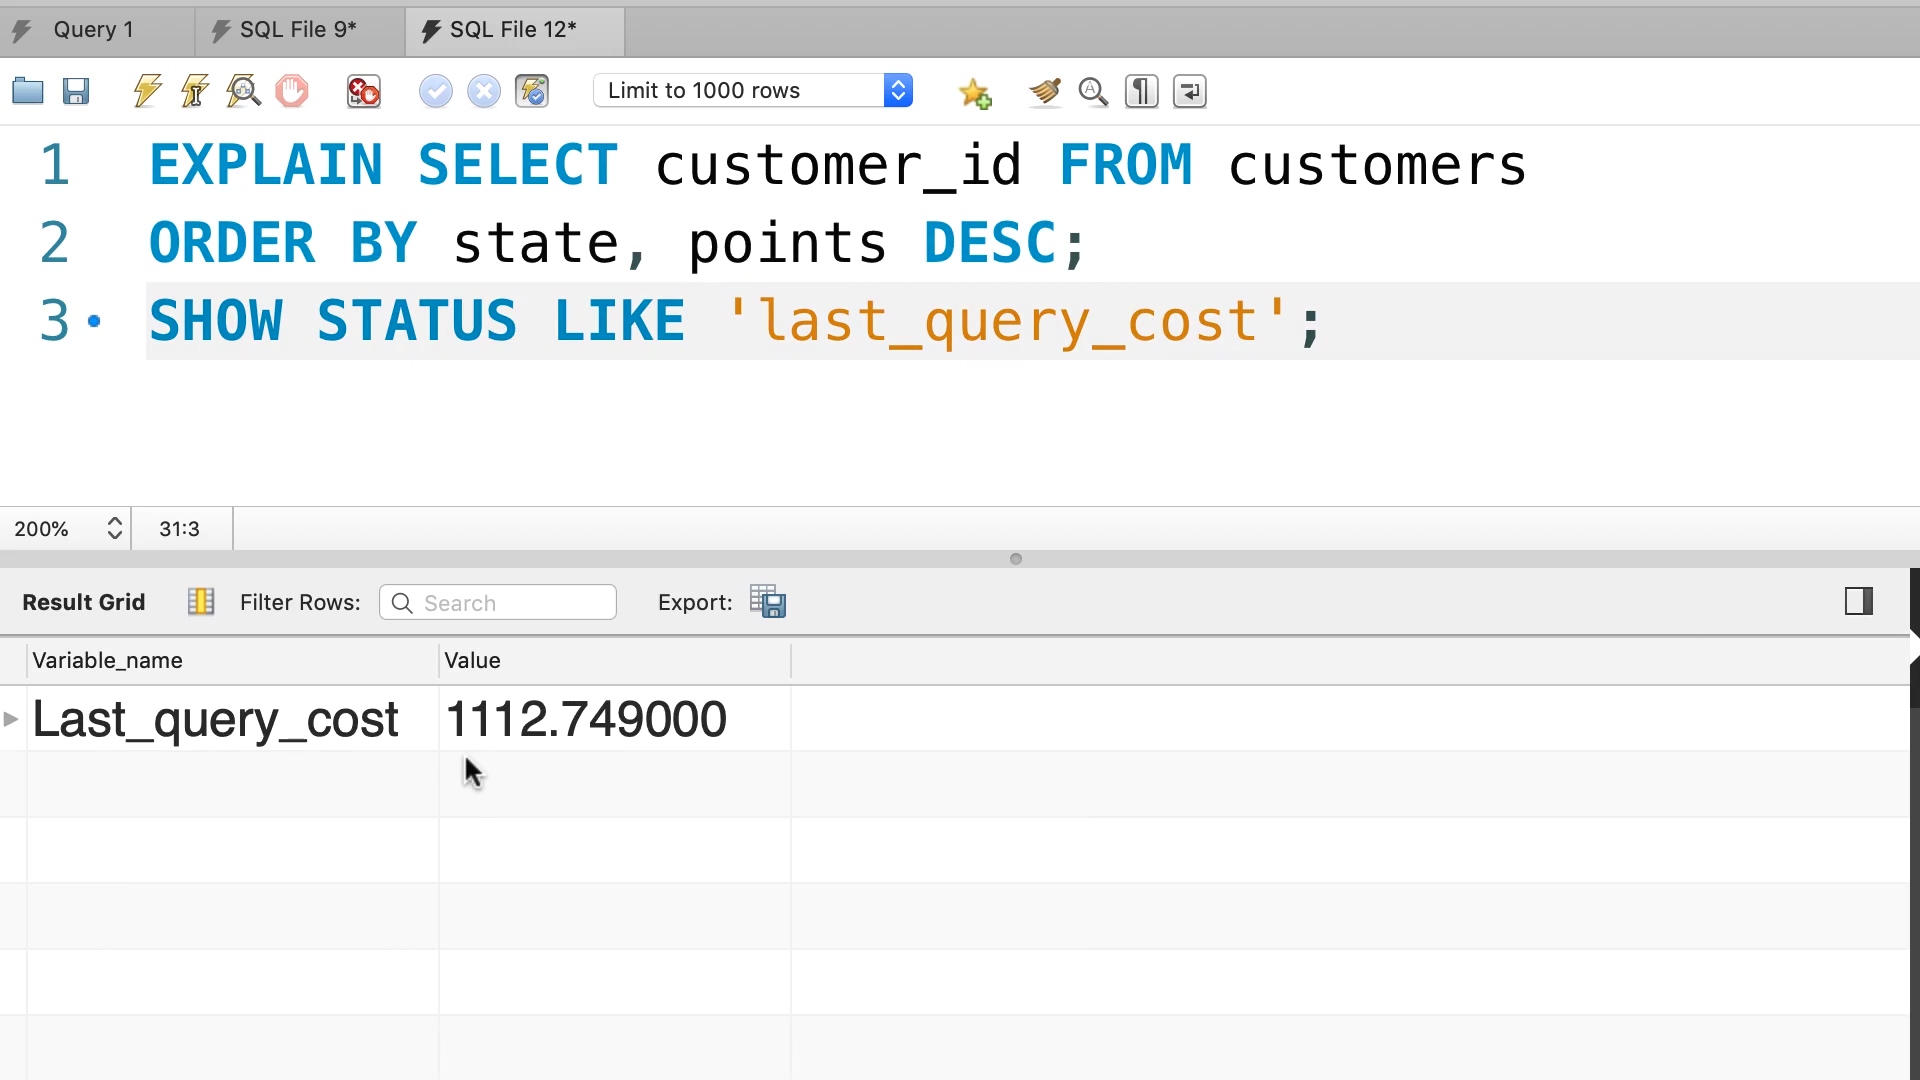 Query 1 SQL File 9* SQL File 12*
Limit to 1000 rows
1 EXPLAIN SELECT customer_id FROM customers
2 ORDER BY state, points DESC;
3 SHOW STATUS LIKE 'last_query_cost';
200% 31:3
Result Grid Filter Rows: Search Export:
Variable_name Value
Last_query_cost 1112.749000